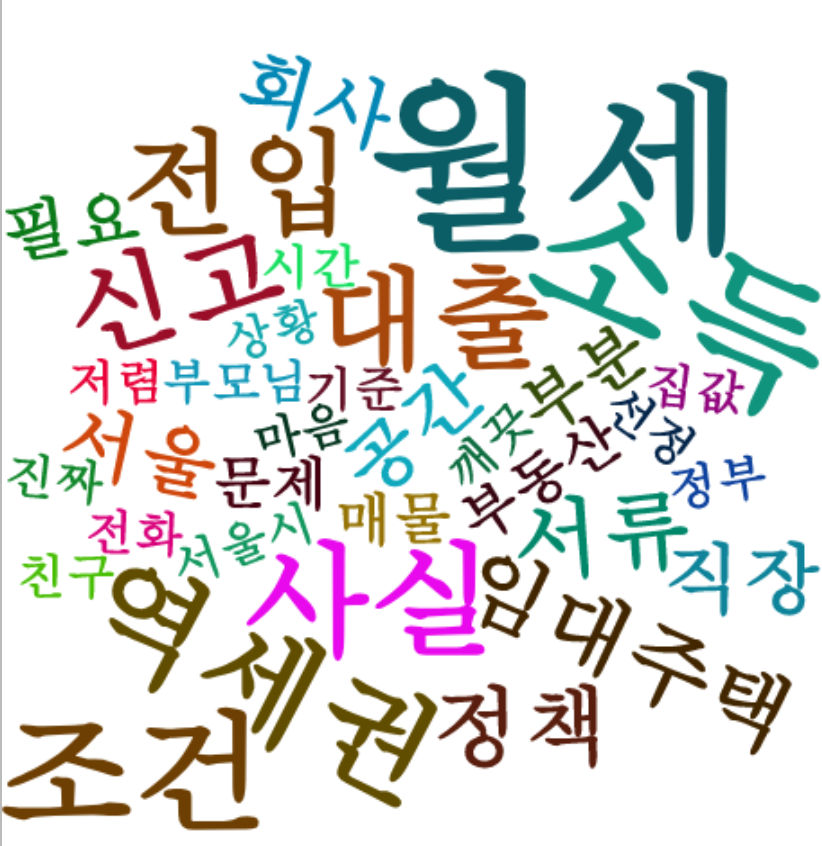 회사
월세
전입
필요
소득
신고
시간
대출
상황
부분
저렴
부모님
기준
집값
공간
마음
깨끗
선정
서울
부동산
진짜
문제
정부
매물
전화
서울시
서류
친구
사실
직장
임대주택
역세권
정책
조건